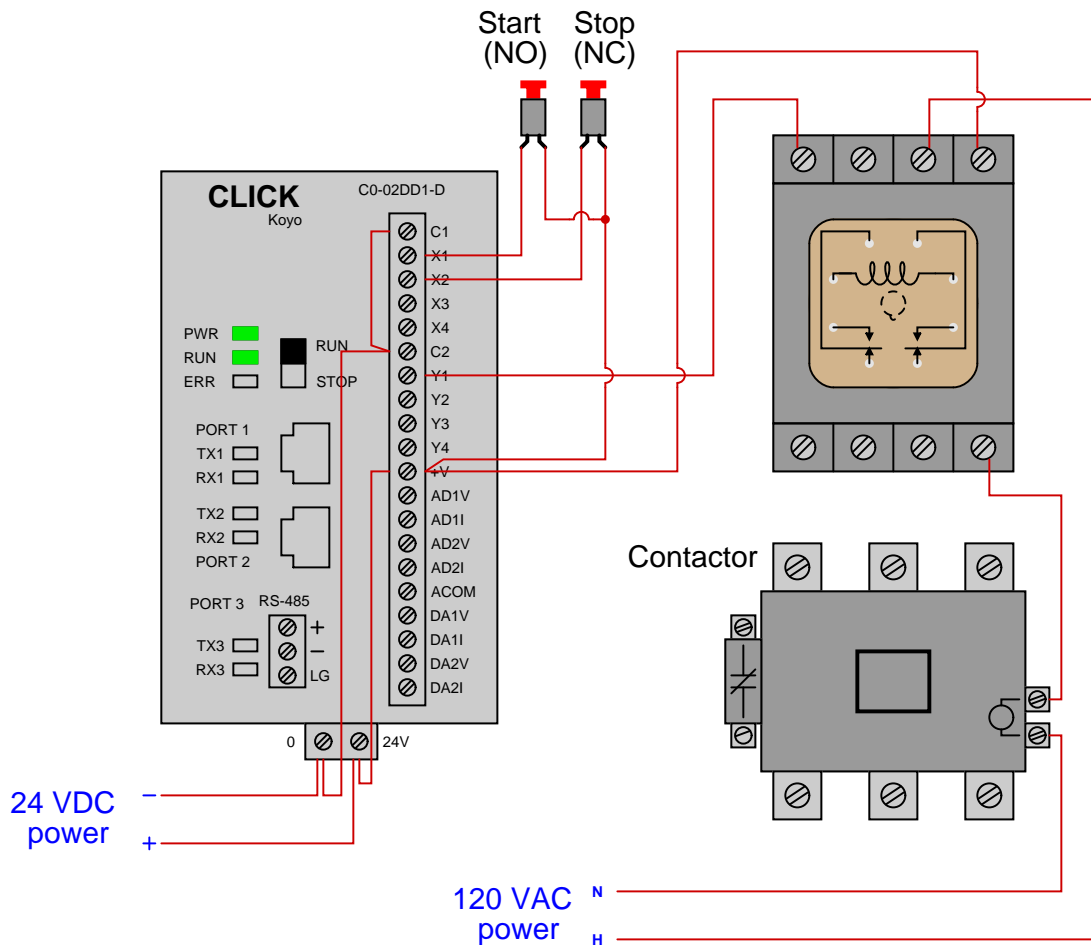 Start Stop
(NO) (NC)
CLICK
Koyo
C0-02DD1-D
C1
X1
X2
X3
X4
C2
Y1
Y2
Y3
Y4
+V
AD1V
AD1I
AD2V
AD2I
ACOM
DA1V
DA1I
DA2V
DA2I
PWR
RUN
ERR
RUN
STOP
PORT 1
TX1
RX1
TX2
RX2
PORT 2
PORT 3 RS-485
TX3
RX3
+
−
LG
0 24V
Contactor
24 VDC −
power +
120 VAC N
power H